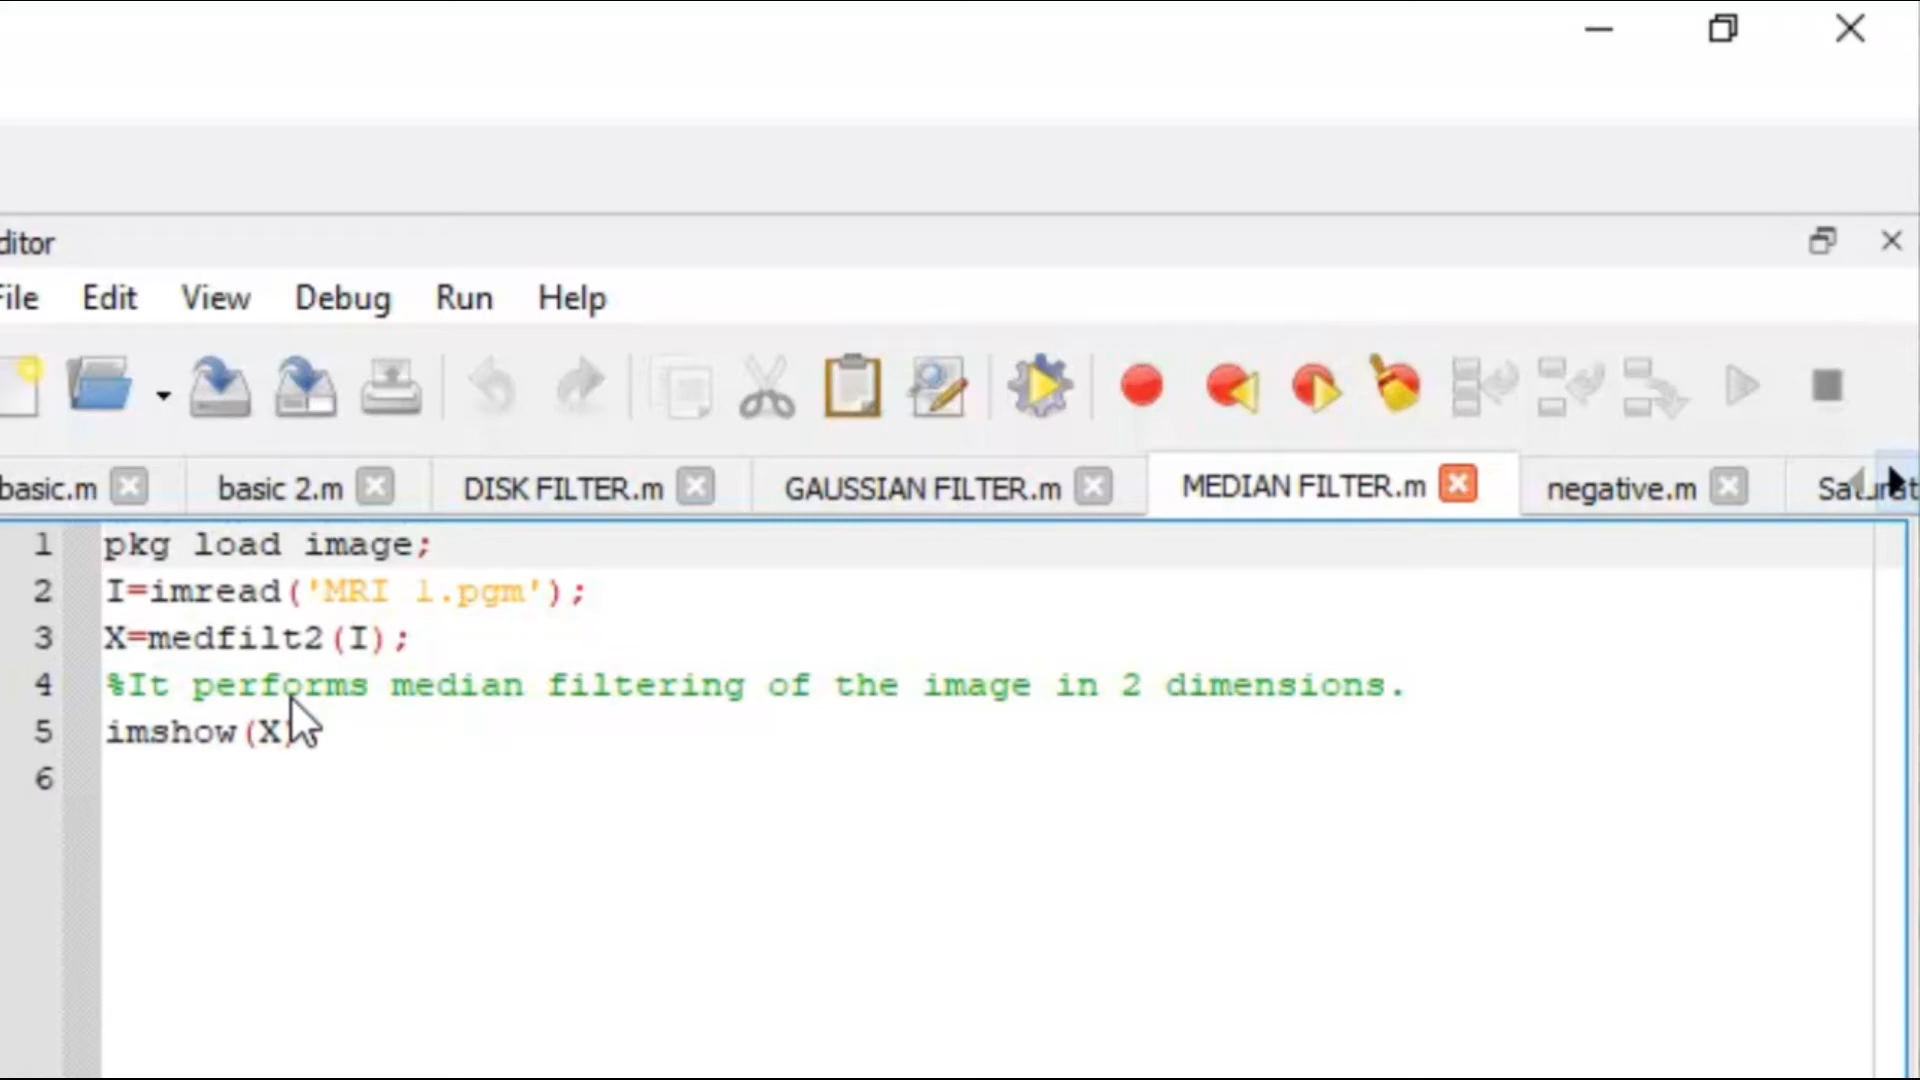 ditor
File Edit View Debug Run Help
basic.m basic 2.m DISK FILTER.m GAUSSIAN FILTER.m MEDIAN FILTER.m negative.m
1 pkg load image;
2 I=imread('MRI 1.pgm');
3 X=medfilt2(I);
4 %It performs median filtering of the image in 2 dimensions.
5 imshow(X)
6